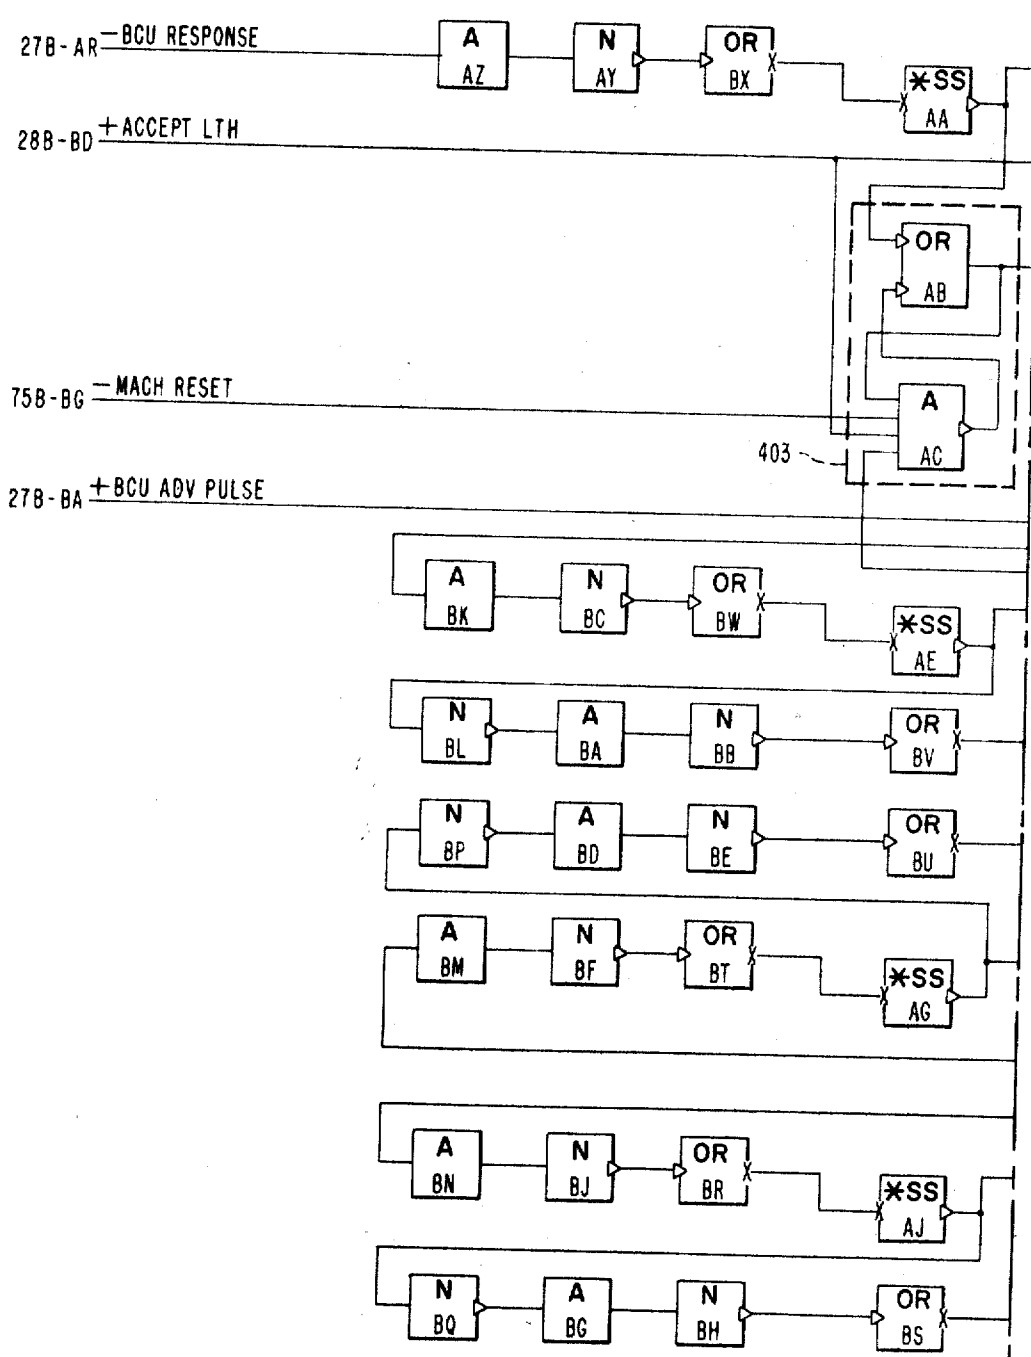 27B-AR —BCU RESPONSE
A AZ
N AY
OR BX
*SS AA
28B-BD +ACCEPT LTH
OR AB
75B-BG —MACH RESET
A AC
403
27B-BA +BCU ADV PULSE
A BK
N BC
OR BW
*SS AE
N BL
A BA
N BB
OR BV
N BP
A BD
N BE
OR BU
A BM
N BF
OR BT
*SS AG
A BN
N BJ
OR BR
*SS AJ
N BQ
A BG
N BH
OR BS